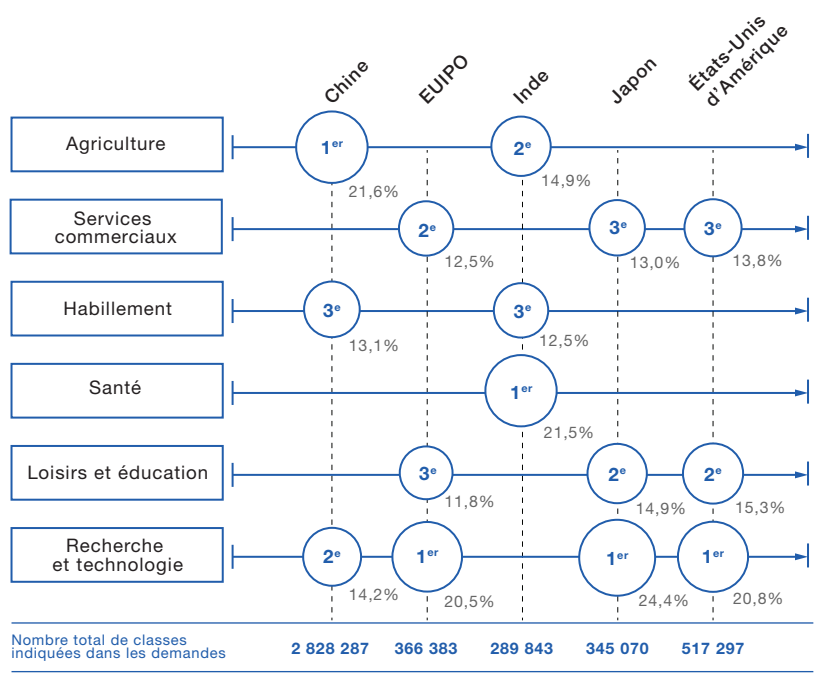 Chine
EUIPO
Inde
Japon
États-Unis
d’Amérique
Agriculture
1er
2e
21,6%
14,9%
Services
commerciaux
2e
3e
3e
12,5%
13,0%
13,8%
Habillement
3e
3e
13,1%
12,5%
Santé
1er
21,5%
Loisirs et éducation
3e
2e
2e
11,8%
14,9%
15,3%
Recherche
et technologie
2e
1er
1er
1er
14,2%
20,5%
24,4%
20,8%
Nombre total de classes
indiquées dans les demandes
2 828 287
366 383
289 843
345 070
517 297